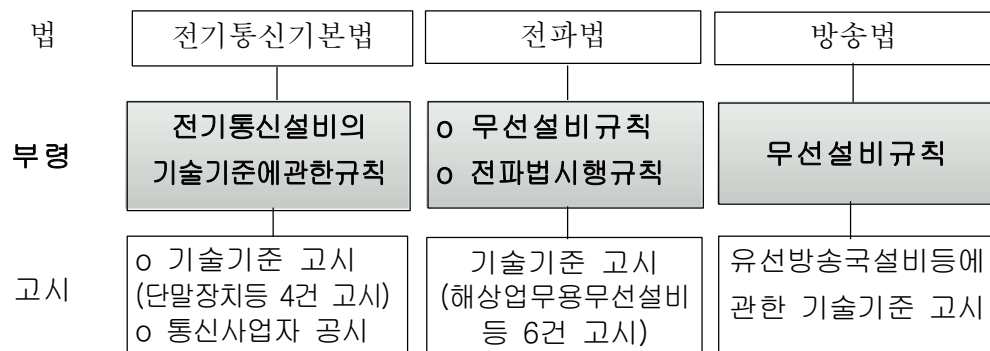 법 전기통신기본법 전파법 방송법
부령 전기통신설비의 기술기준에관한규칙
o 무선설비규칙
o 전파법시행규칙
무선설비규칙
고시
o 기술기준 고시
(단말장치등 4건 고시)
o 통신사업자 공시
기술기준 고시
(해상업무용무선설비
등 6건 고시)
유선방송국설비등에
관한 기술기준 고시